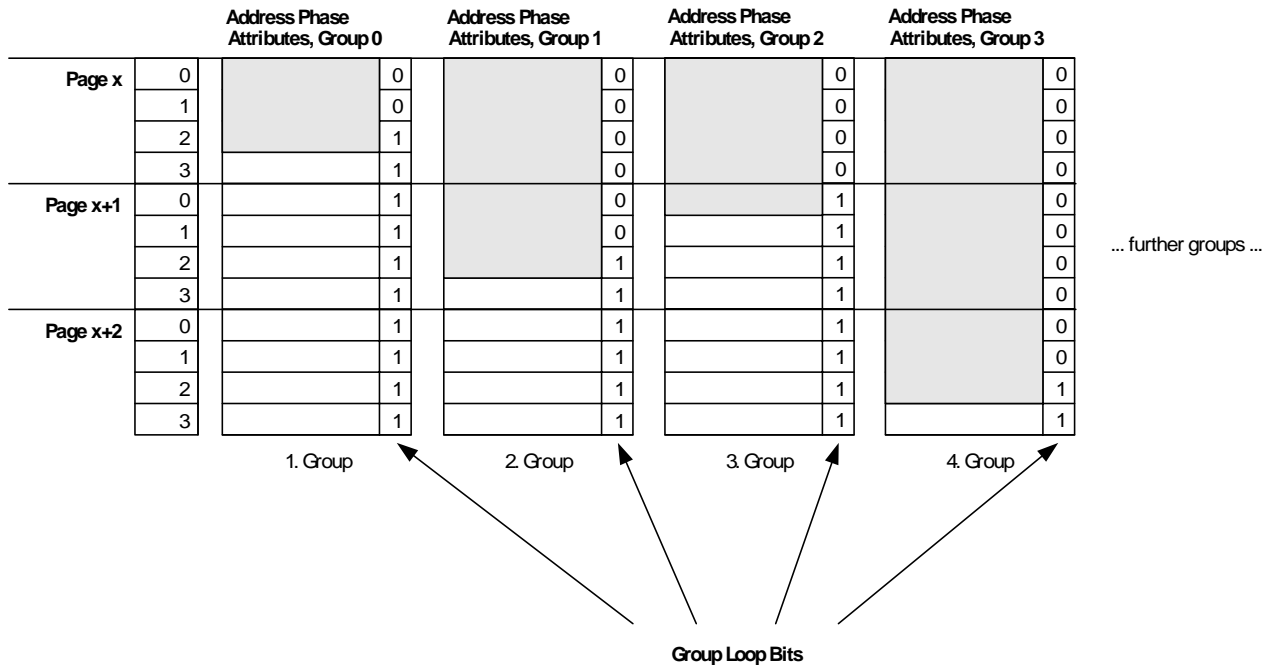 Address Phase Attributes, Group 0
Address Phase Attributes, Group 1
Address Phase Attributes, Group 2
Address Phase Attributes, Group 3
Page x 0 0 0 0 0
1 0 0 0 0
2 1 0 0 0
3 1 0 0 0
Page x+1 0 1 0 1 0
1 1 0 1 0
2 1 1 1 0
3 1 1 1 0
... further groups ...
Page x+2 0 1 1 1 0
1 1 1 1 0
2 1 1 1 1
3 1 1 1 1
1. Group 2. Group 3. Group 4. Group
Group Loop Bits